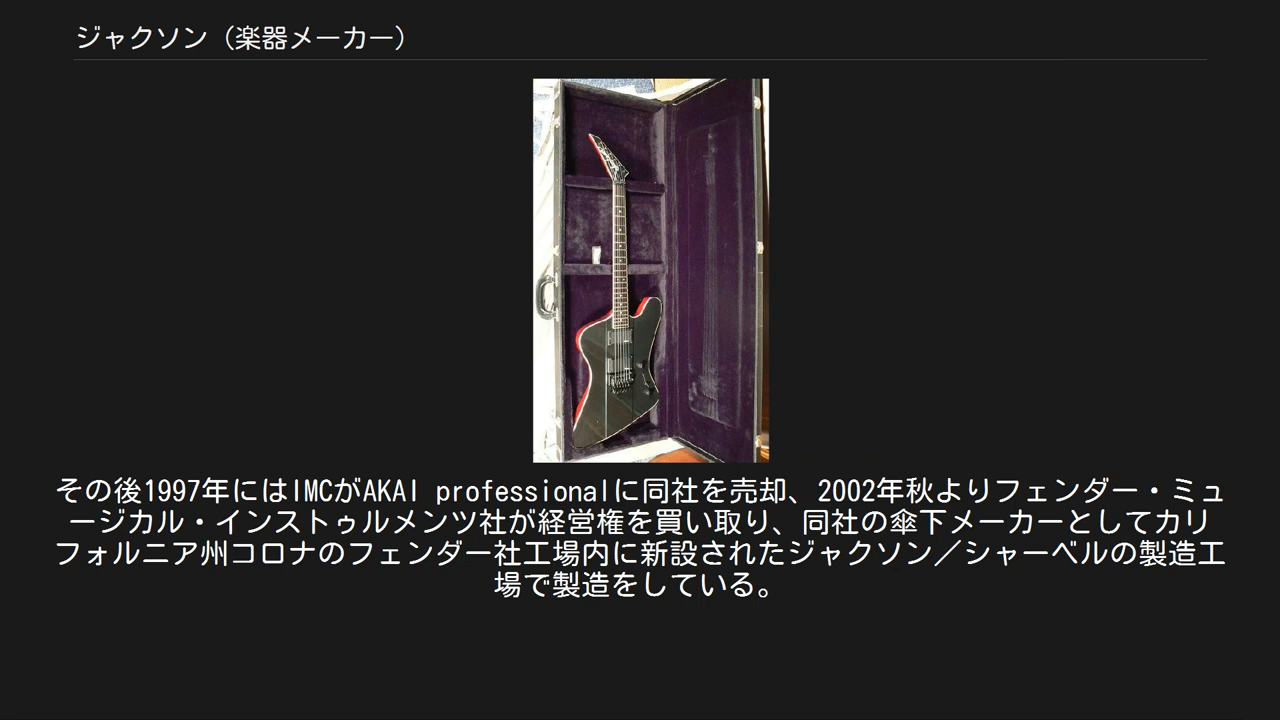 ジャクソン（楽器メーカー）
その後1997年にはIMCがAKAI professionalに同社を売却、2002年秋よりフェンダー・ミュ
ージカル・インストゥルメンツ社が経営権を買い取り、同社の傘下メーカーとしてカリ
フォルニア州コロナのフェンダー社工場内に新設されたジャクソン／シャーベルの製造工
場で製造をしている。